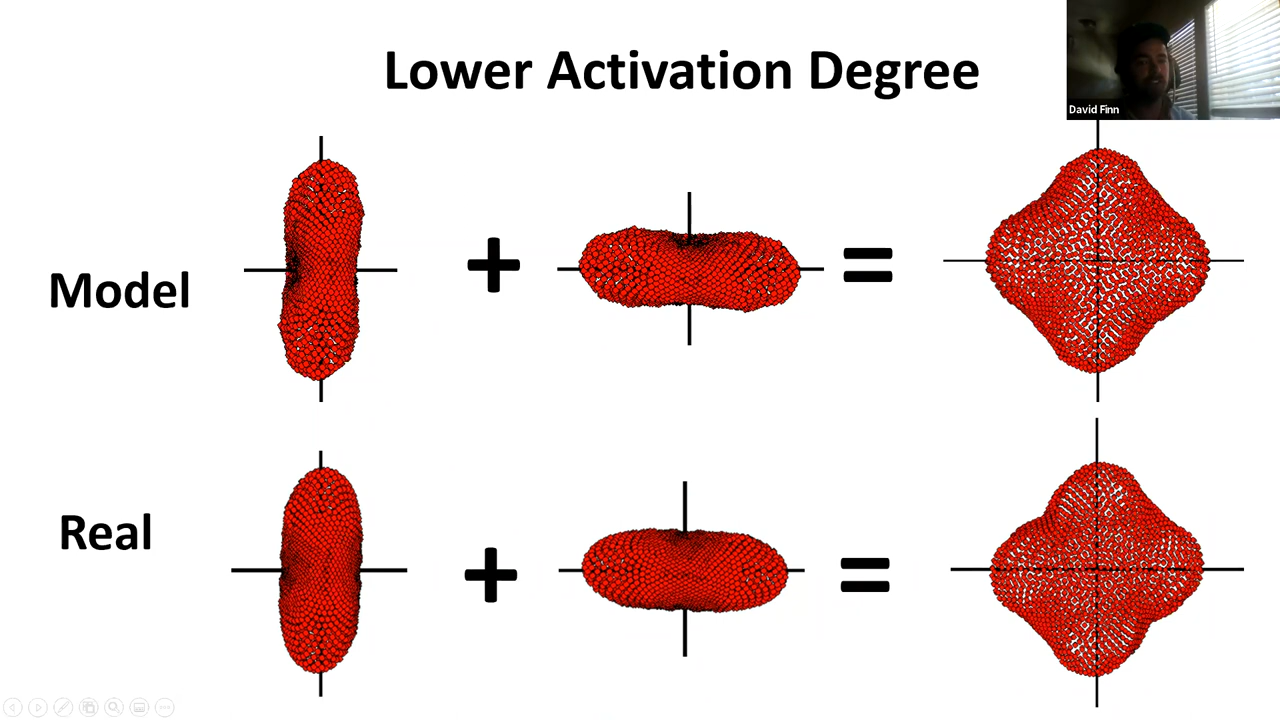 Lower Activation Degree
David Finn
Model
+
=
Real
+
=